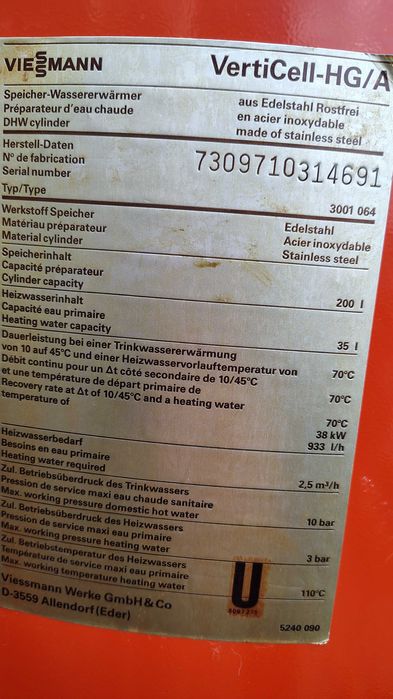 VIESSMANN VertiCell-HG/A
Speicher-Wassererwärmer aus Edelstahl Rostfrei
Préparateur d'eau chaude en acier inoxydable
DHW cylinder made of stainless steel
Herstell-Daten
N° de fabrication
Serial number 7309710314691
Typ/Type 3001 064
Werkstoff Speicher Edelstahl
Matériau préparateur Acier inoxydable
Material cylinder Stainless steel
Speicherinhalt
Capacité préparateur
Cylinder capacity 200 l
Heizwasserinhalt
Capacité eau primaire
Heating water capacity 35 l
Dauerleistung bei einer Trinkwassererwärmung
von 10 auf 45°C und einer Heizwasservorlauftemperatur von 70°C
Débit continu pour un Δt côté secondaire de 10/45°C
et une température de départ primaire de 70°C
Recovery rate at Δt of 10/45°C and a heating water
temperature of 70°C
38 kW
933 l/h
Heizwasserbedarf
Besoins en eau primaire
Heating water required 2,5 m³/h
Zul. Betriebsüberdruck des Trinkwassers
Pression de service maxi eau chaude sanitaire
Max. working pressure domestic hot water 10 bar
Zul. Betriebsüberdruck des Heizwassers
Pression de service maxi eau primaire
Max. working pressure heating water 3 bar
Zul. Betriebstemperatur des Heizwassers
Température de service maxi eau primaire
Max. working temperature heating water 110°C
Viessmann Werke GmbH & Co
D-3559 Allendorf (Eder)
U
5240 090